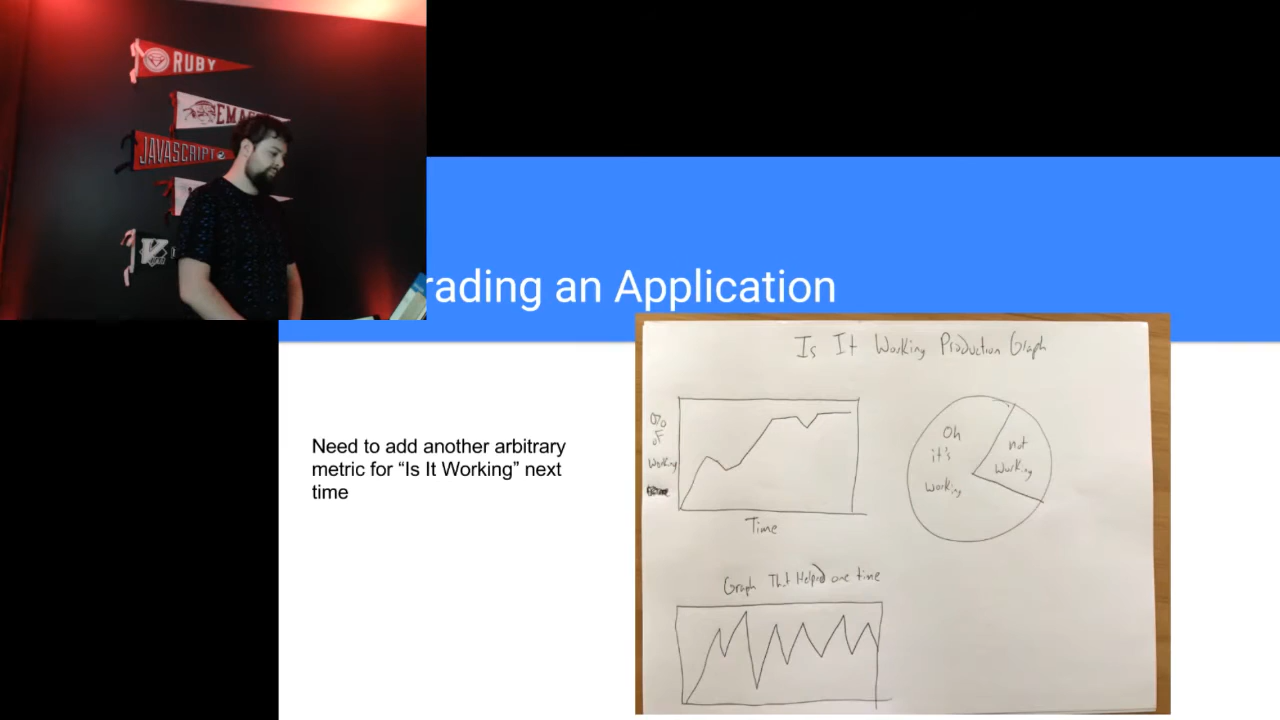 RUBY
JAVASCRIPT
rading an Application
Need to add another arbitrary
metric for “Is It Working” next
time
Is It Working Production Graph
% of
Working
Time
Oh
it's
working
not
working
Graph That Helped one time